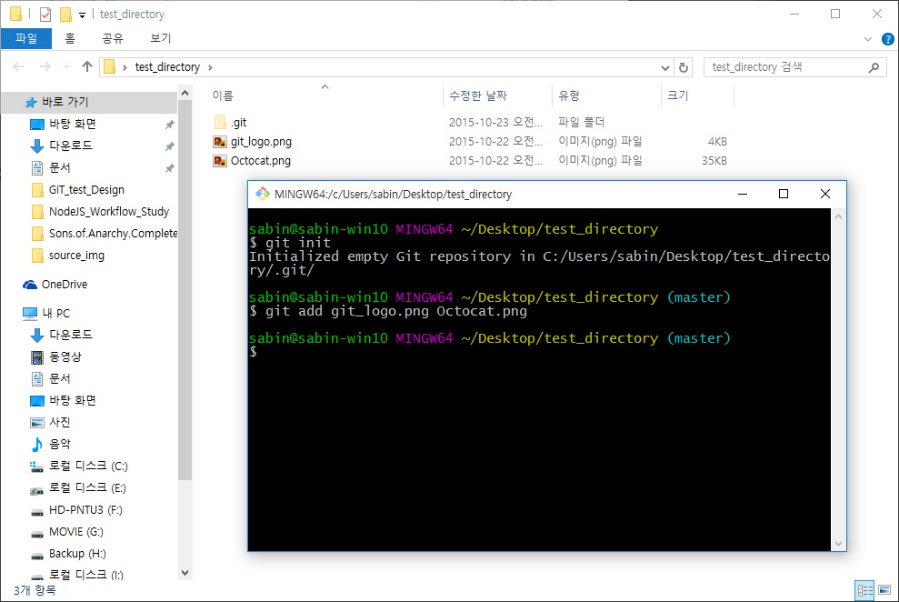 test_directory
파일 홈 공유 보기
test_directory
test_directory 검색
이름 수정한 날짜 유형 크기
.git 2015-10-23 오전... 파일 폴더
git_logo.png 2015-10-22 오전... 이미지(png) 파일 4KB
Octocat.png 2015-10-22 오전... 이미지(png) 파일 35KB
바로 가기
바탕 화면
다운로드
문서
GIT_test_Design
NodeJS_Workflow_Study
Sons.of.Anarchy.Complete
source_img
OneDrive
내 PC
다운로드
동영상
문서
바탕 화면
사진
음악
로컬 디스크 (C:)
로컬 디스크 (E:)
HD-PNTU3 (F:)
MOVIE (G:)
Backup (H:)
로컬 디스크 (I:)
3개 항목
MINGW64:/c/Users/sabin/Desktop/test_directory
sabin@sabin-win10 MINGW64 ~/Desktop/test_directory
$ git init
Initialized empty Git repository in C:/Users/sabin/Desktop/test_directo
ry/.git/
sabin@sabin-win10 MINGW64 ~/Desktop/test_directory (master)
$ git add git_logo.png Octocat.png
sabin@sabin-win10 MINGW64 ~/Desktop/test_directory (master)
$